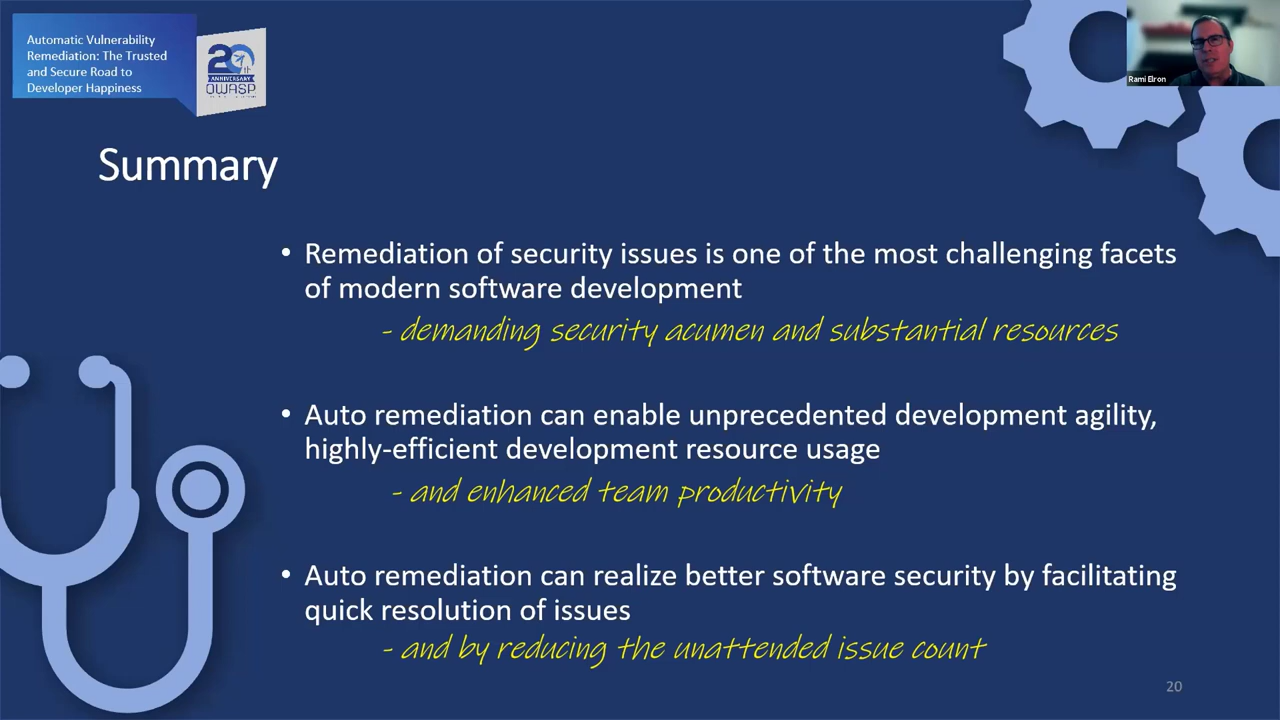 Automatic Vulnerability
Remediation: The Trusted
and Secure Road to
Developer Happiness
20th
ANNIVERSARY
OWASP
Rami Elron
Summary
• Remediation of security issues is one of the most challenging facets
of modern software development
- demanding security acumen and substantial resources
• Auto remediation can enable unprecedented development agility,
highly-efficient development resource usage
- and enhanced team productivity
• Auto remediation can realize better software security by facilitating
quick resolution of issues
- and by reducing the unattended issue count
20